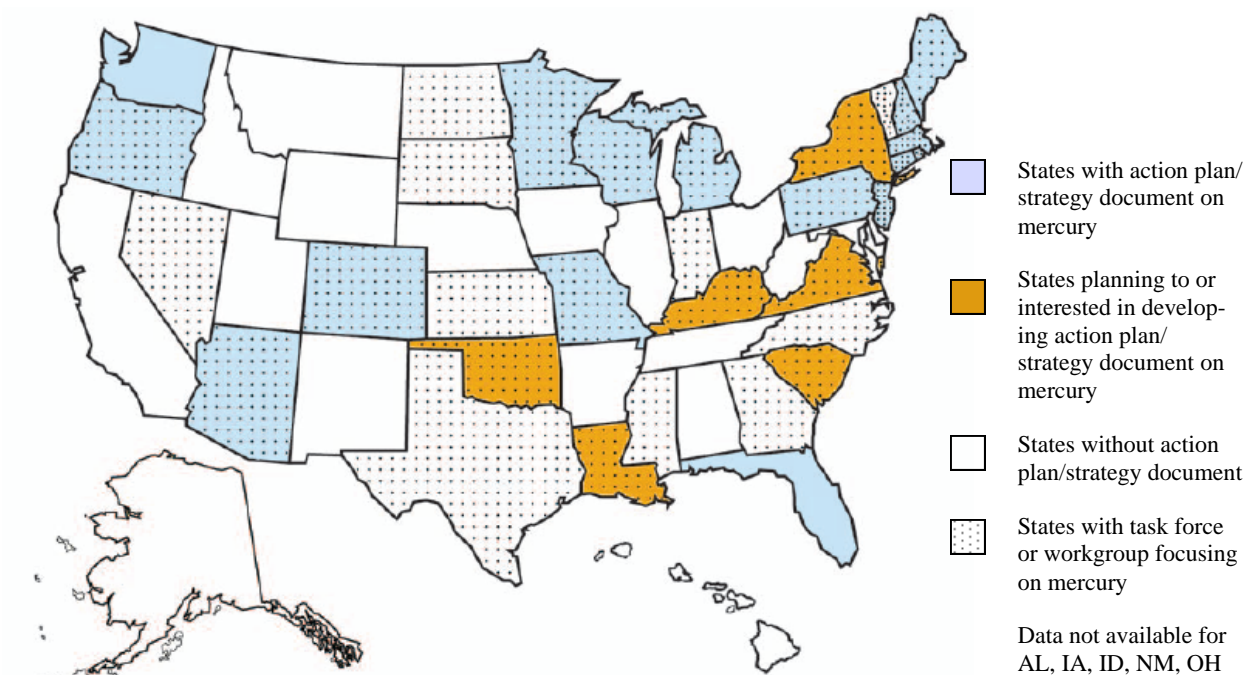 States with action plan/
strategy document on
mercury
States planning to or
interested in develop-
ing action plan/
strategy document on
mercury
States without action
plan/strategy document
States with task force
or workgroup focusing
on mercury
Data not available for
AL, IA, ID, NM, OH